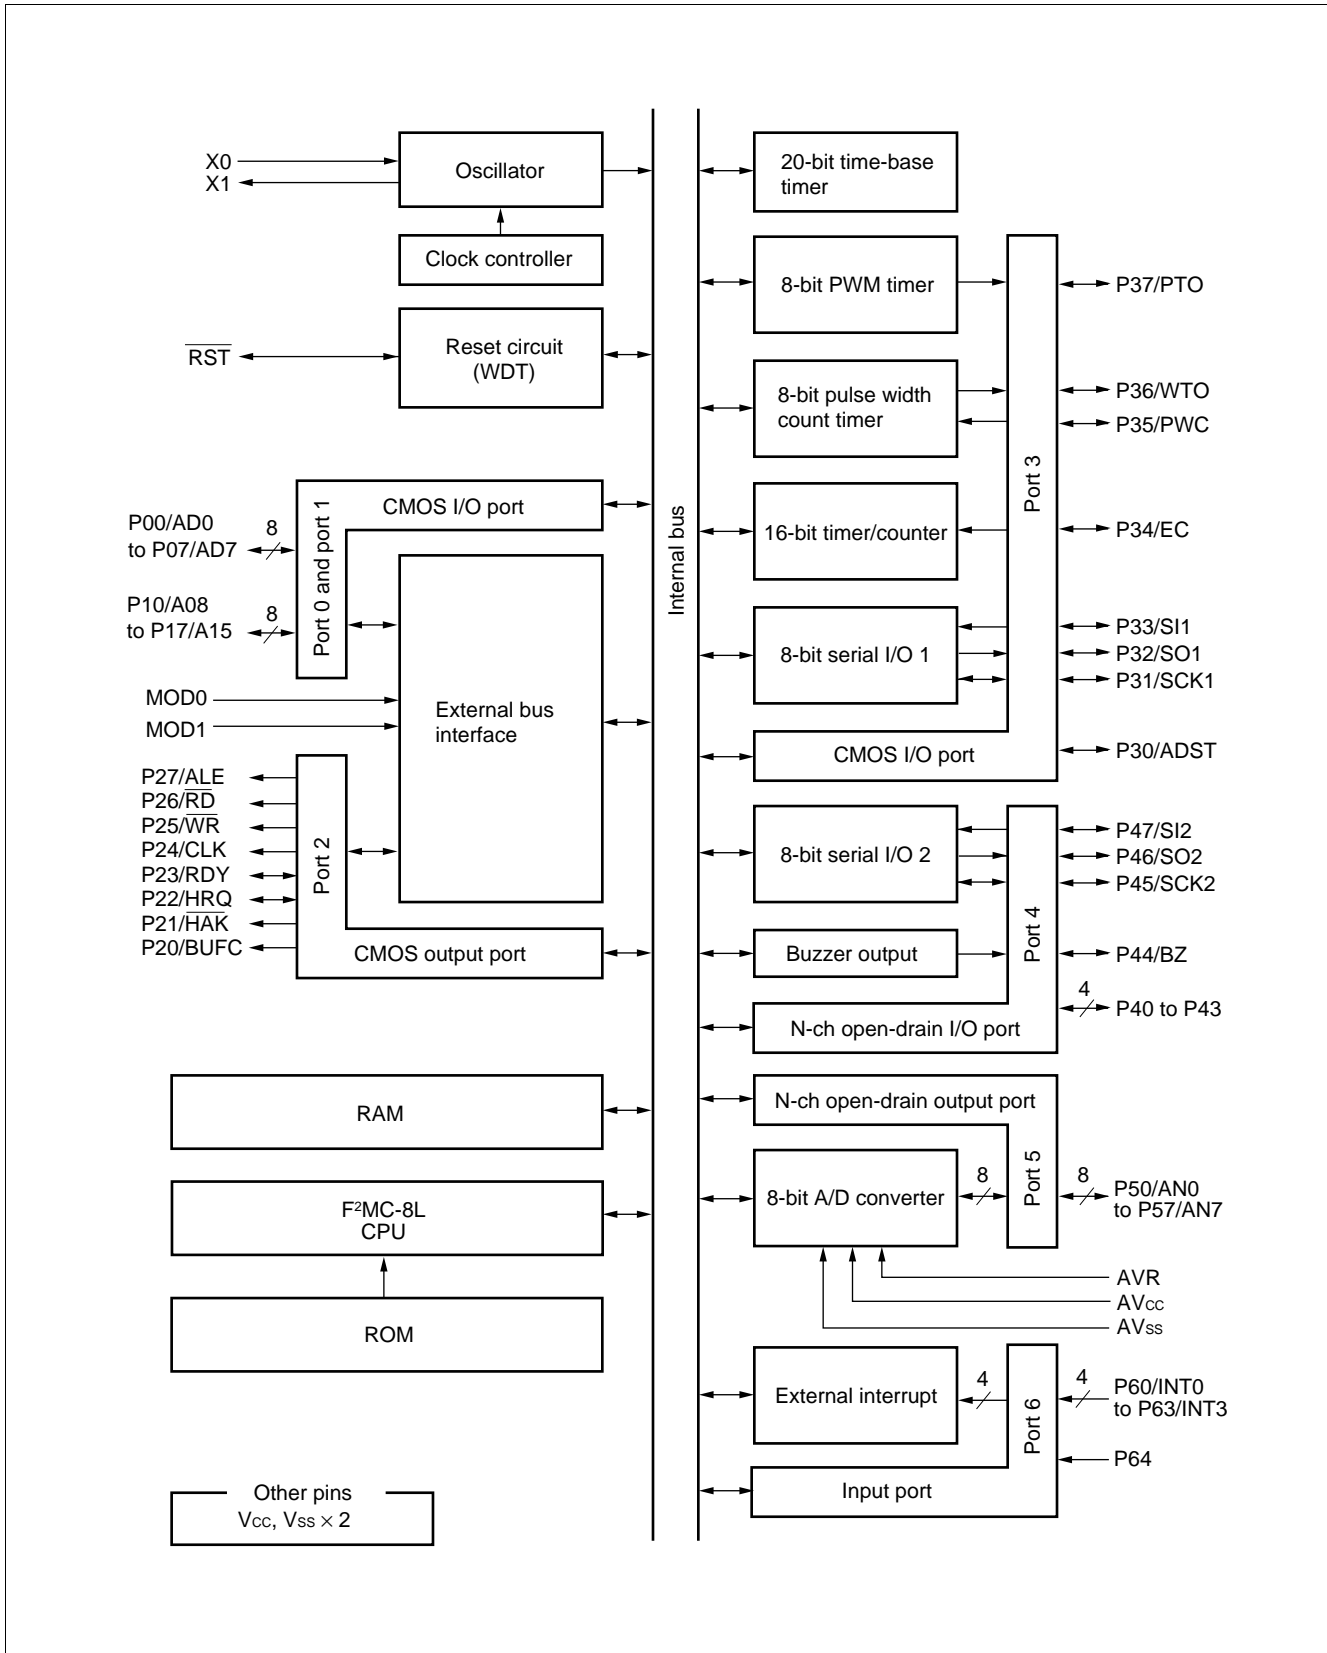 X0
X1
Oscillator
Clock controller
RST
Reset circuit
(WDT)
P00/AD0
to P07/AD7
8
P10/A08
to P17/A15
8
Port 0 and port 1
CMOS I/O port
MOD0
MOD1
External bus
interface
P27/ALE
P26/RD
P25/WR
P24/CLK
P23/RDY
P22/HRQ
P21/HAK
P20/BUFC
Port 2
CMOS output port
RAM
F²MC-8L
CPU
ROM
Other pins
VCC, VSS × 2
Internal bus
20-bit time-base
timer
8-bit PWM timer
P37/PTO
8-bit pulse width
count timer
P36/WTO
P35/PWC
Port 3
16-bit timer/counter
P34/EC
8-bit serial I/O 1
P33/SI1
P32/SO1
P31/SCK1
CMOS I/O port
P30/ADST
8-bit serial I/O 2
P47/SI2
P46/SO2
P45/SCK2
Port 4
Buzzer output
P44/BZ
4
P40 to P43
N-ch open-drain I/O port
N-ch open-drain output port
Port 5
8-bit A/D converter
8
8
P50/AN0
to P57/AN7
AVR
AVCC
AVSS
External interrupt
4
Port 6
4
P60/INT0
to P63/INT3
P64
Input port